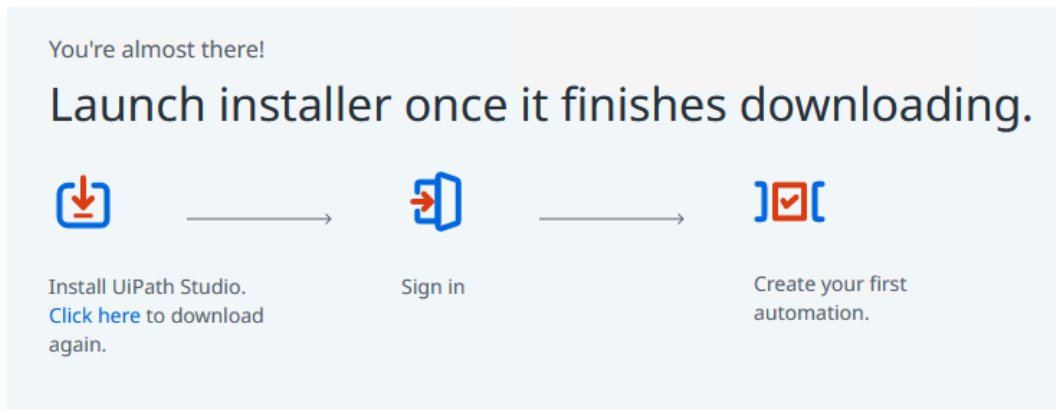 You're almost there!
Launch installer once it finishes downloading.
Install UiPath Studio.
Click here to download
again.
Sign in
Create your first
automation.